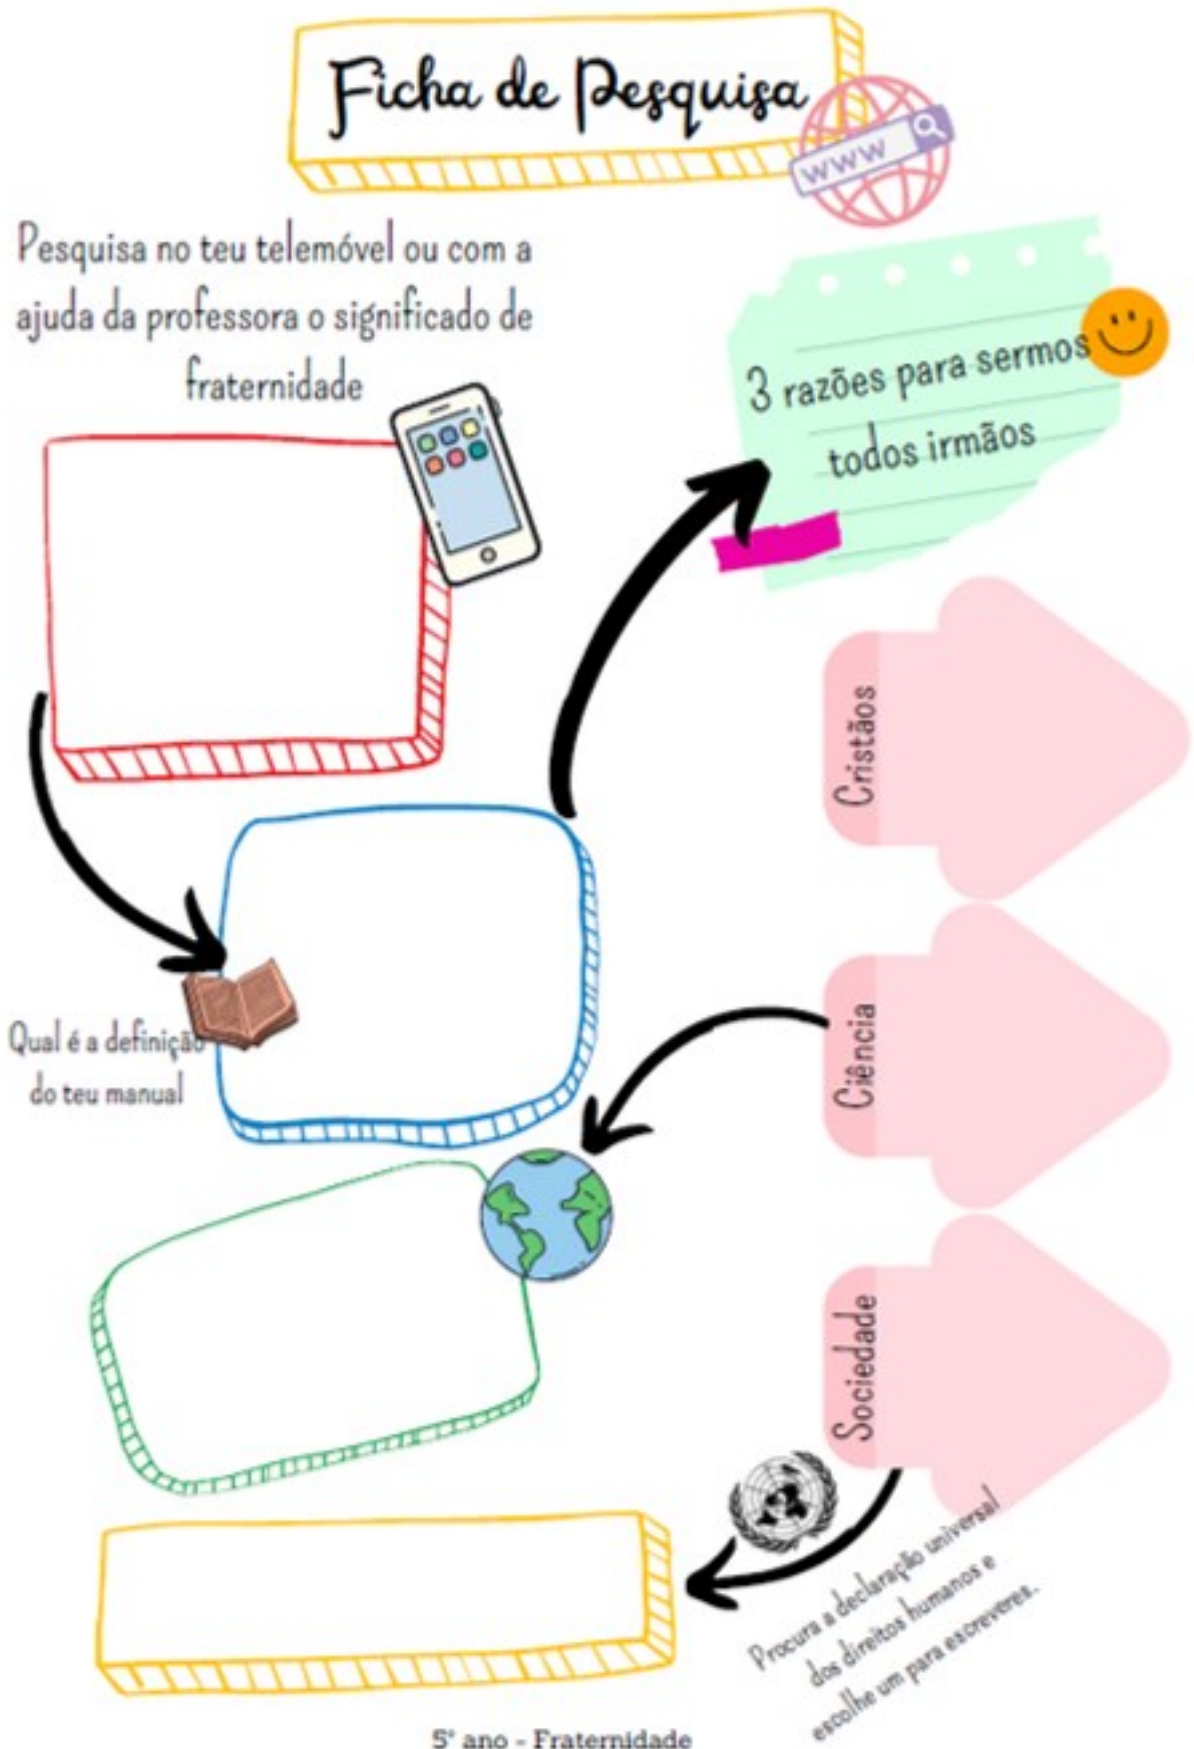 Ficha de Pesquisa
www
Pesquisa no teu telemóvel ou com a
ajuda da professora o significado de
fraternidade
3 razões para sermos
todos irmãos
Cristãos
Qual é a definição
do teu manual
Ciência
Sociedade
Procura a declaração universal
dos direitos humanos e
escolhe um para escreveres.
5º ano - Fraternidade